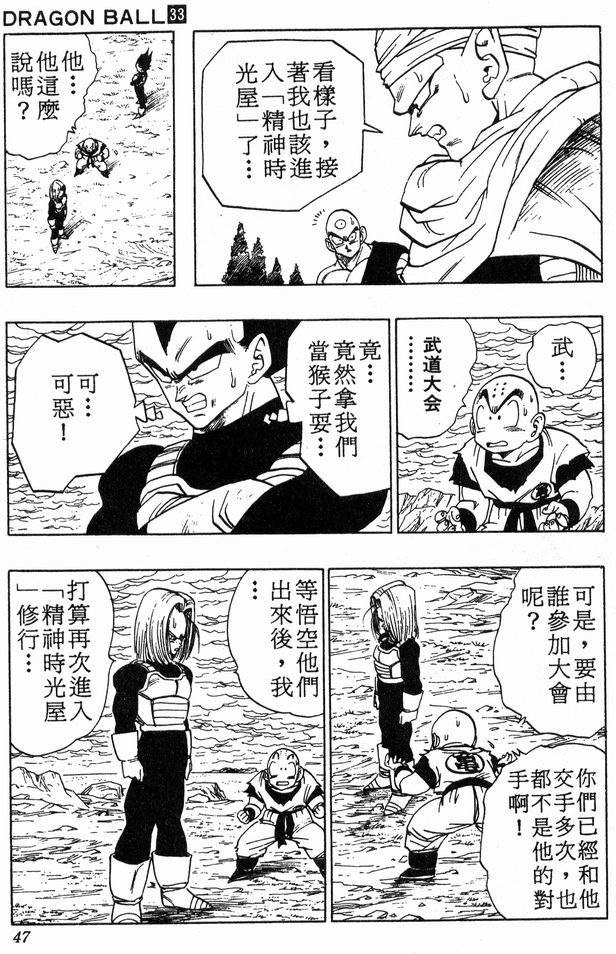 DRAGON BALL 33
看樣子，接
著我也該進
入「精神時
光屋」了…
他…
他這麼
說嗎？
武…
武道大会
………
竟…
竟然拿我們
當猴子耍…
可…
可惡！
可是，要由
誰參加大會
呢？
你們已經和他
交手多次，也
都不是他的對
手啊！
等悟空他們
出來後，我
…
打算再次進入
「精神時光屋
」修行…
47